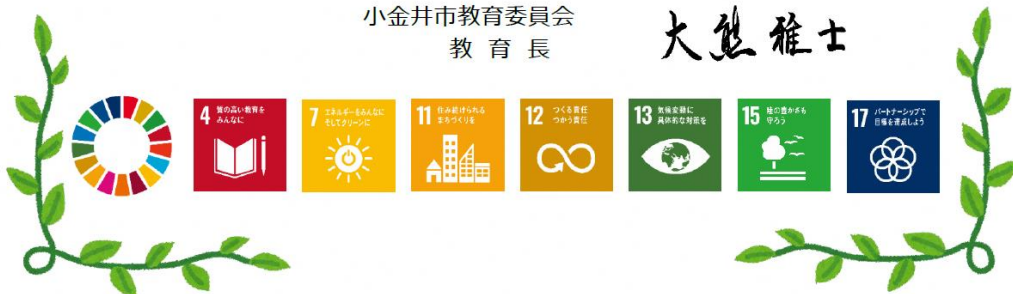 小金井市教育委員会
教育長
大熊雅士
4 質の高い教育を
みんなに
7 エネルギーをみんなに
そしてクリーンに
11 住み続けられる
まちづくりを
12 つくる責任
つかう責任
13 気候変動に
具体的な対策を
15 陸の豊かさも
守ろう
17 パートナーシップで
目標を達成しよう